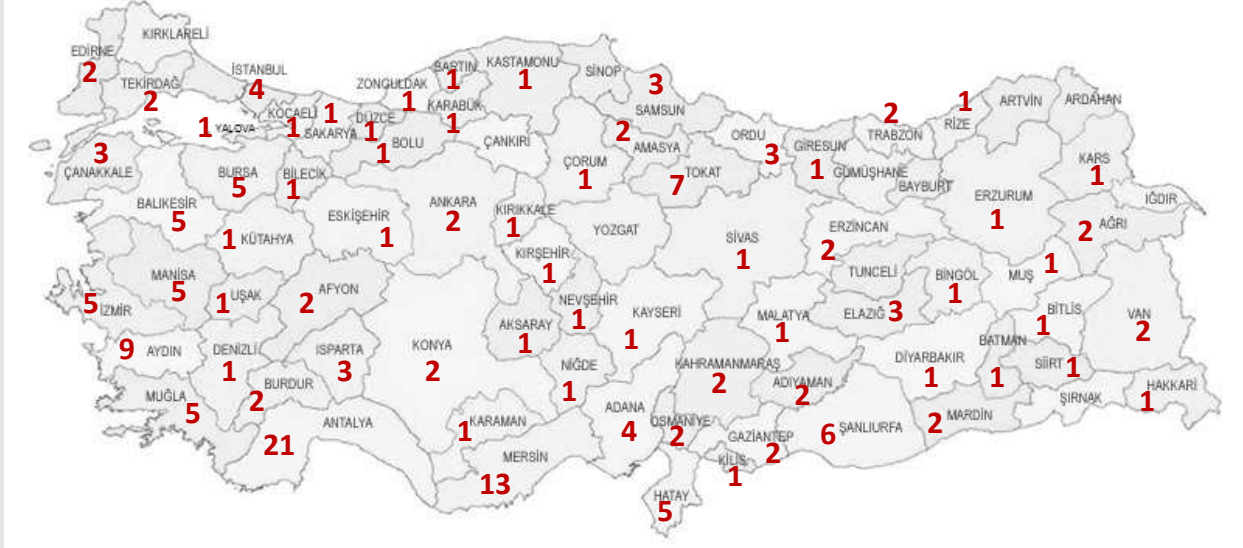 KIRKLARELİ
EDİRNE
2
TEKİRDAĞ
2
İSTANBUL
4
KOCAELİ
1
1
SAKARYA
1
YALOVA
ZONGULDAK
1
BARTIN
1
KASTAMONU
1
KARABÜK
1
DÜZCE
1
BOLU
1
ÇANKIRI
SİNOP
3
SAMSUN
2
AMASYA
ÇORUM
1
ORDU
3
TOKAT
7
GİRESUN
1
2
TRABZON
GÜMÜŞHANE
BAYBURT
1
RİZE
ARTVİN
ARDAHAN
KARS
1
IĞDIR
AĞRI
2
ERZURUM
1
ERZİNCAN
2
3
ÇANAKKALE
BURSA
5
BİLECİK
1
BALIKESİR
5
ESKİŞEHİR
1
KÜTAHYA
1
ANKARA
2
KIRIKKALE
1
KIRŞEHİR
1
YOZGAT
SİVAS
1
TUNCELİ
BİNGÖL
1
MUŞ
1
MANİSA
5
UŞAK
1
AFYON
2
5
İZMİR
9
AYDIN
DENİZLİ
1
ISPARTA
3
BURDUR
2
MUĞLA
5
ANTALYA
21
KONYA
2
AKSARAY
1
NEVŞEHİR
1
NİĞDE
1
KAYSERİ
1
MALATYA
1
ELAZIĞ
3
DİYARBAKIR
1
BATMAN
1
BİTLİS
1
SİİRT
1
VAN
2
HAKKARİ
1
ŞIRNAK
MARDİN
2
ŞANLIURFA
6
ADIYAMAN
2
KAHRAMANMARAŞ
2
GAZİANTEP
2
KİLİS
1
OSMANİYE
2
HATAY
5
ADANA
4
MERSİN
13
KARAMAN
1